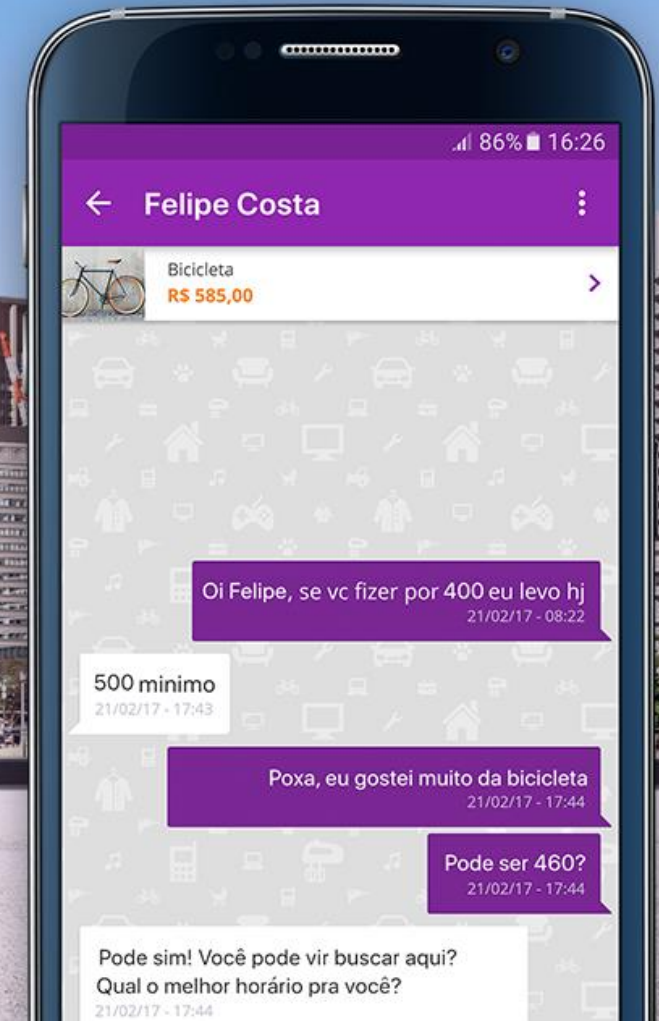 86% 16:26
Felipe Costa
Bicicleta
R$ 585,00
Oi Felipe, se vc fizer por 400 eu levo hj
21/02/17 - 08:22
500 minimo
21/02/17 - 17:43
Poxa, eu gostei muito da bicicleta
21/02/17 - 17:44
Pode ser 460?
21/02/17 - 17:44
Pode sim! Você pode vir buscar aqui?
Qual o melhor horário pra você?
21/02/17 - 17:44